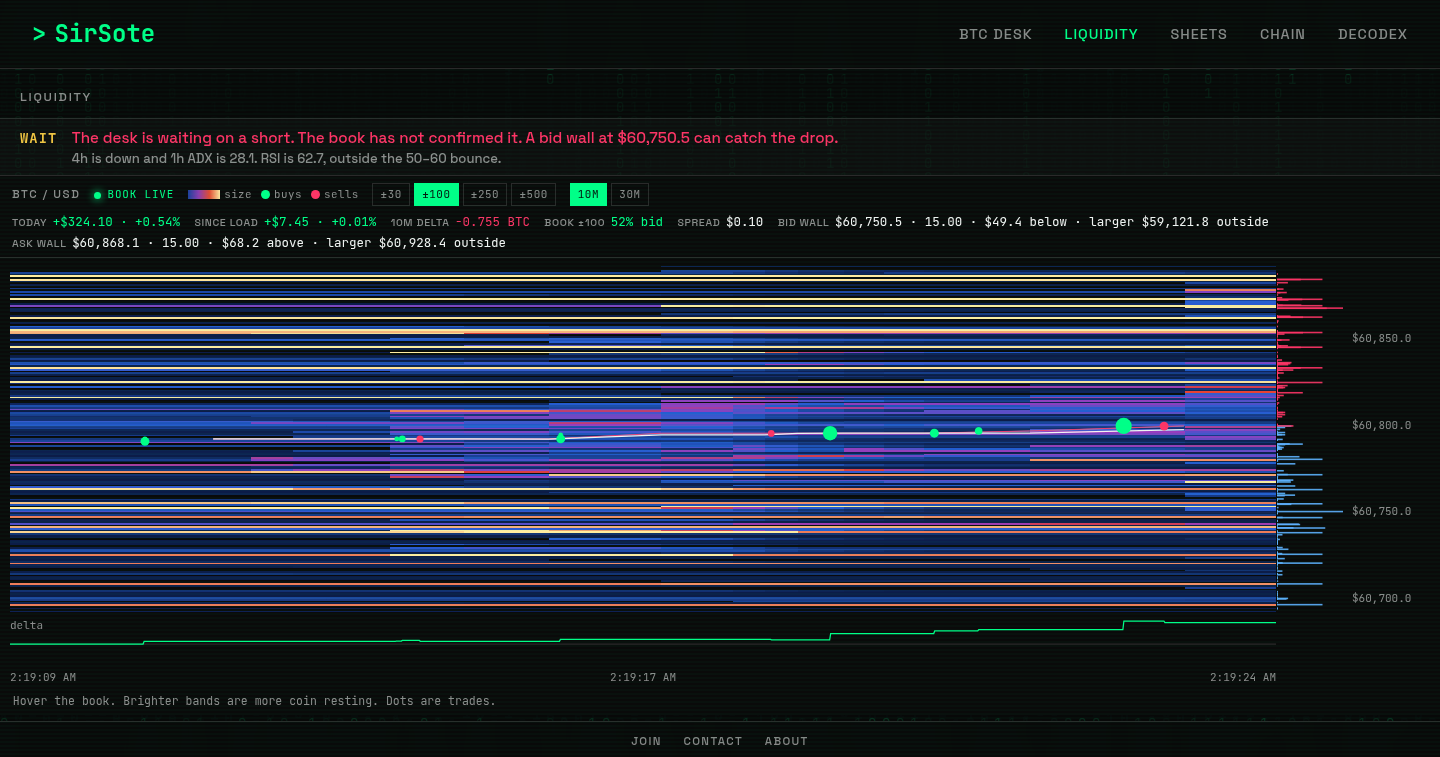 > SirSote
BTC DESK LIQUIDITY SHEETS CHAIN DECODEX
LIQUIDITY
WAIT The desk is waiting on a short. The book has not confirmed it. A bid wall at $60,750.5 can catch the drop.
4h is down and 1h ADX is 28.1. RSI is 62.7, outside the 50–60 bounce.
BTC / USD BOOK LIVE size buys sells ±30 ±100 ±250 ±500 10M 30M
TODAY +$324.10 · +0.54% SINCE LOAD +$7.45 · +0.01% 10M DELTA -0.755 BTC BOOK ±100 52% bid SPREAD $0.10 BID WALL $60,750.5 · 15.00 · $49.4 below · larger $59,121.8 outside
ASK WALL $60,868.1 · 15.00 · $68.2 above · larger $60,928.4 outside
$60,850.0
$60,800.0
$60,750.0
$60,700.0
delta
2:19:09 AM 2:19:17 AM 2:19:24 AM
Hover the book. Brighter bands are more coin resting. Dots are trades.
JOIN CONTACT ABOUT